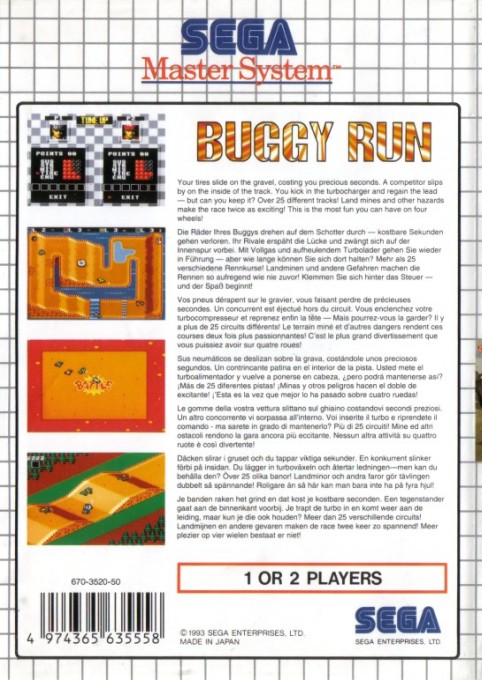 SEGA
Master System™
BUGGY RUN
TUNE UP
POINTS 00
POINTS 00
EXIT
EXIT
BATTLE
Your tires slide on the gravel, costing you precious seconds. A competitor slips
by on the inside of the track. You kick in the turbocharger and regain the lead
— but can you keep it? Over 25 different tracks! Land mines and other hazards
make the race twice as exciting! This is the most fun you can have on four
wheels!
Die Räder Ihres Buggys drehen auf dem Schotter durch — kostbare Sekunden
gehen verloren. Ihr Rivale erspäht die Lücke und zwängt sich auf der
Innenspur vorbei. Mit Vollgas und aufheulendem Turbolader gehen Sie wieder
in Führung — aber wie lange können Sie sich dort halten? Mehr als 25
verschiedene Rennkurse! Landminen und andere Gefahren machen die
Rennen so aufregend wie nie zuvor! Klemmen Sie sich hinter das Steuer —
und der Spaß beginnt!
Vos pneus dérapent sur le gravier, vous faisant perdre de précieuses
secondes. Un concurrent est éjectué hors du circuit. Vous enclenchez votre
turbocompresseur et reprenez enfin la tête — Mais pourrez-vous la garder? Il y
a plus de 25 circuits différents! Le terrain miné et d'autres dangers rendent ces
courses deux fois plus passionnantes! C'est le plus grand divertissement que
vous puissiez avoir sur quatre roues!
Sus neumáticos se deslizan sobre la grava, costándole unos preciosos
segundos. Un contrincante patina en el interior de la pista. Usted mete el
turboalimentador y vuelve a ponerse en cabeza, ¿pero podrá mantenerse así?
¡Más de 25 diferentes pistas! ¡Minas y otros peligros hacen el doble de
excitante! ¡Esta es la vez que mejor lo ha pasado sobre cuatro ruedas!
Le gomme della vostra vettura slittano sul ghiaino costandovi secondi preziosi.
Un altro concorrente vi sorpassa all'interno. Voi inserite il turbo e riprendete il
comando - ma sarete in grado di mantenerlo? Più di 25 circuiti! Mine ed altri
ostacoli rendono la gara ancora più eccitante. Nessun altra attività su quattro
ruote è così divertente!
Däcken slirar i gruset och du tappar viktiga sekunder. En konkurrent slinker
förbi på insidan. Du lägger in turboväxeln och återtar ledningen—men kan du
behålla den? Över 25 olika banor! Landminor och andra faror gör tävlingen
dubbelt så spännande! Roligare än så här kan man bara inte ha på fyra hjul!
Je banden raken het grind en dat kost je kostbare seconden. Een tegenstander
gaat aan de binnenkant voorbij. Je trapt de turbo in en komt weer aan de
leiding, maar kun je die ook houden? Meer dan 25 verschillende circuits!
Landmijnen en andere gevaren maken de race twee keer zo spannend! Meer
plezier op vier wielen bestaat er niet!
1 OR 2 PLAYERS
670-3520-50
4 974365 635558
© 1993 SEGA ENTERPRISES, LTD.
MADE IN JAPAN
SEGA
SEGA ENTERPRISES, LTD.